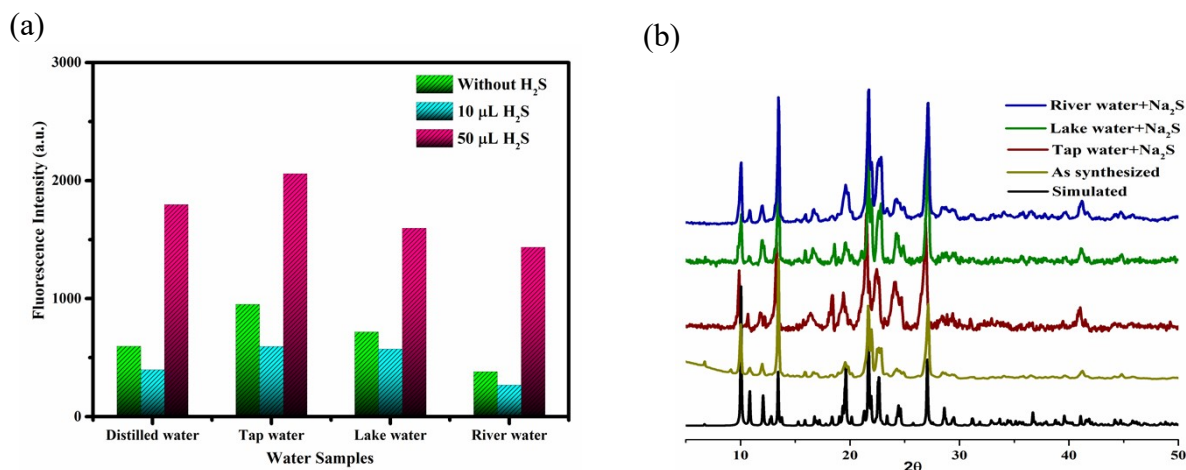 (a)
3000
2000
1000
0
Fluorescence Intensity (a.u.)
Without H₂S
10 μL H₂S
50 μL H₂S
Distilled water Tap water Lake water River water
Water Samples
(b)
River water+Na₂S
Lake water+Na₂S
Tap water+Na₂S
As synthesized
Simulated
10 20 30 40 50
2θ